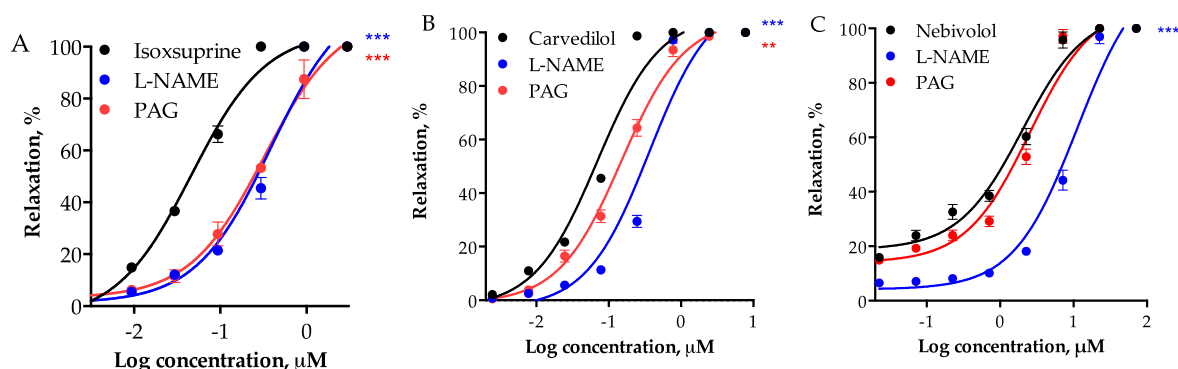 A
Isoxsuprine
L-NAME
PAG
***
***
Relaxation, %
100
80
60
40
20
0
-2
-1
0
Log concentration, μM
B
Carvedilol
L-NAME
PAG
***
**
Relaxation, %
100
80
60
40
20
0
-2
-1
0
1
Log concentration, μM
C
Nebivolol
L-NAME
PAG
***
Relaxation, %
100
80
60
40
20
0
-1
0
1
2
Log concentration, μM